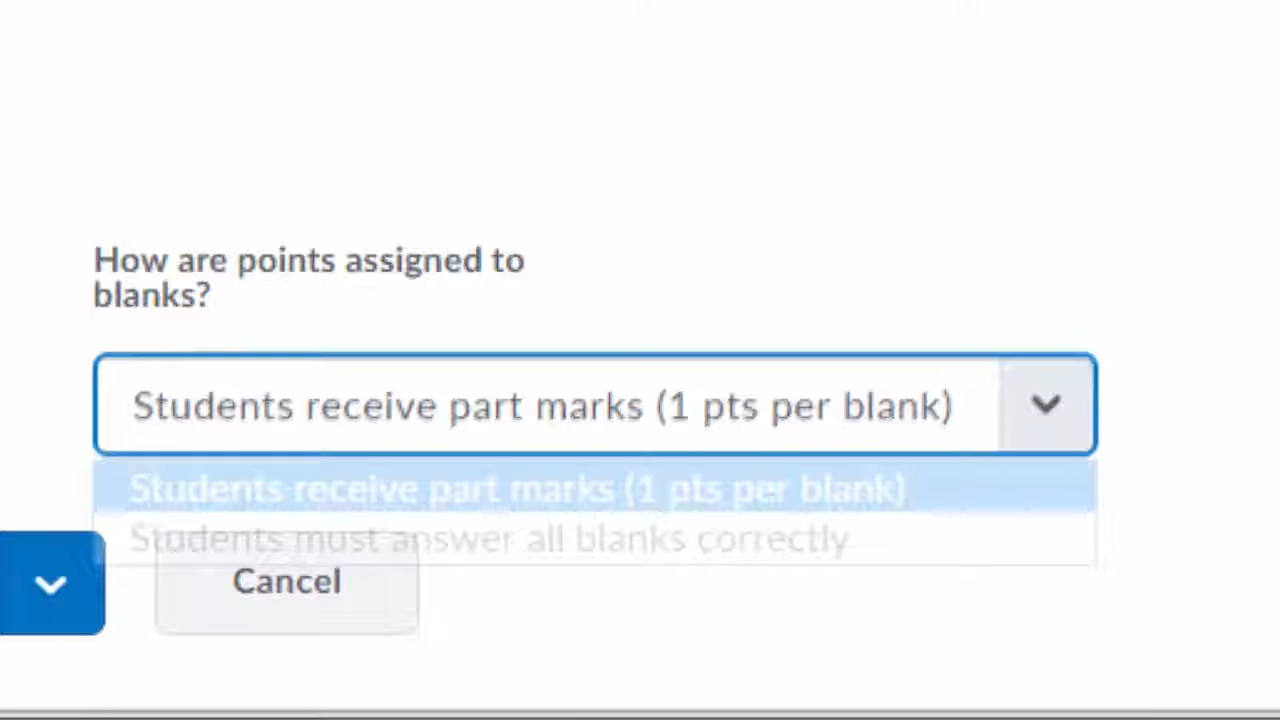 How are points assigned to
blanks?
Students receive part marks (1 pts per blank)
Students receive part marks (1 pts per blank)
Students must answer all blanks correctly
Cancel